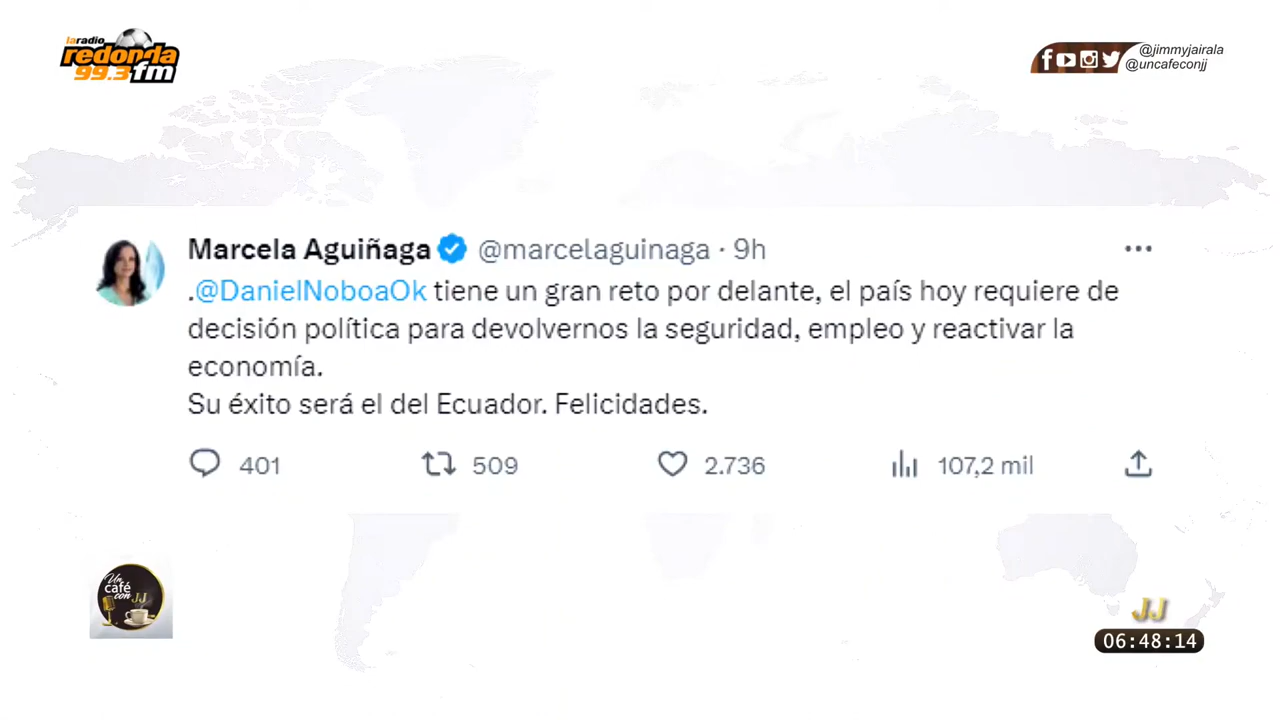 laradio
redonda
99.3fm
@jimmyjairala
@uncafeconjj
Marcela Aguiñaga @marcelaguinaga · 9h
.@DanielNoboaOk tiene un gran reto por delante, el país hoy requiere de
decisión política para devolvernos la seguridad, empleo y reactivar la
economía.
Su éxito será el del Ecuador. Felicidades.
401 509 2.736 107,2 mil
Un
café
con JJ
JJ
06:48:14